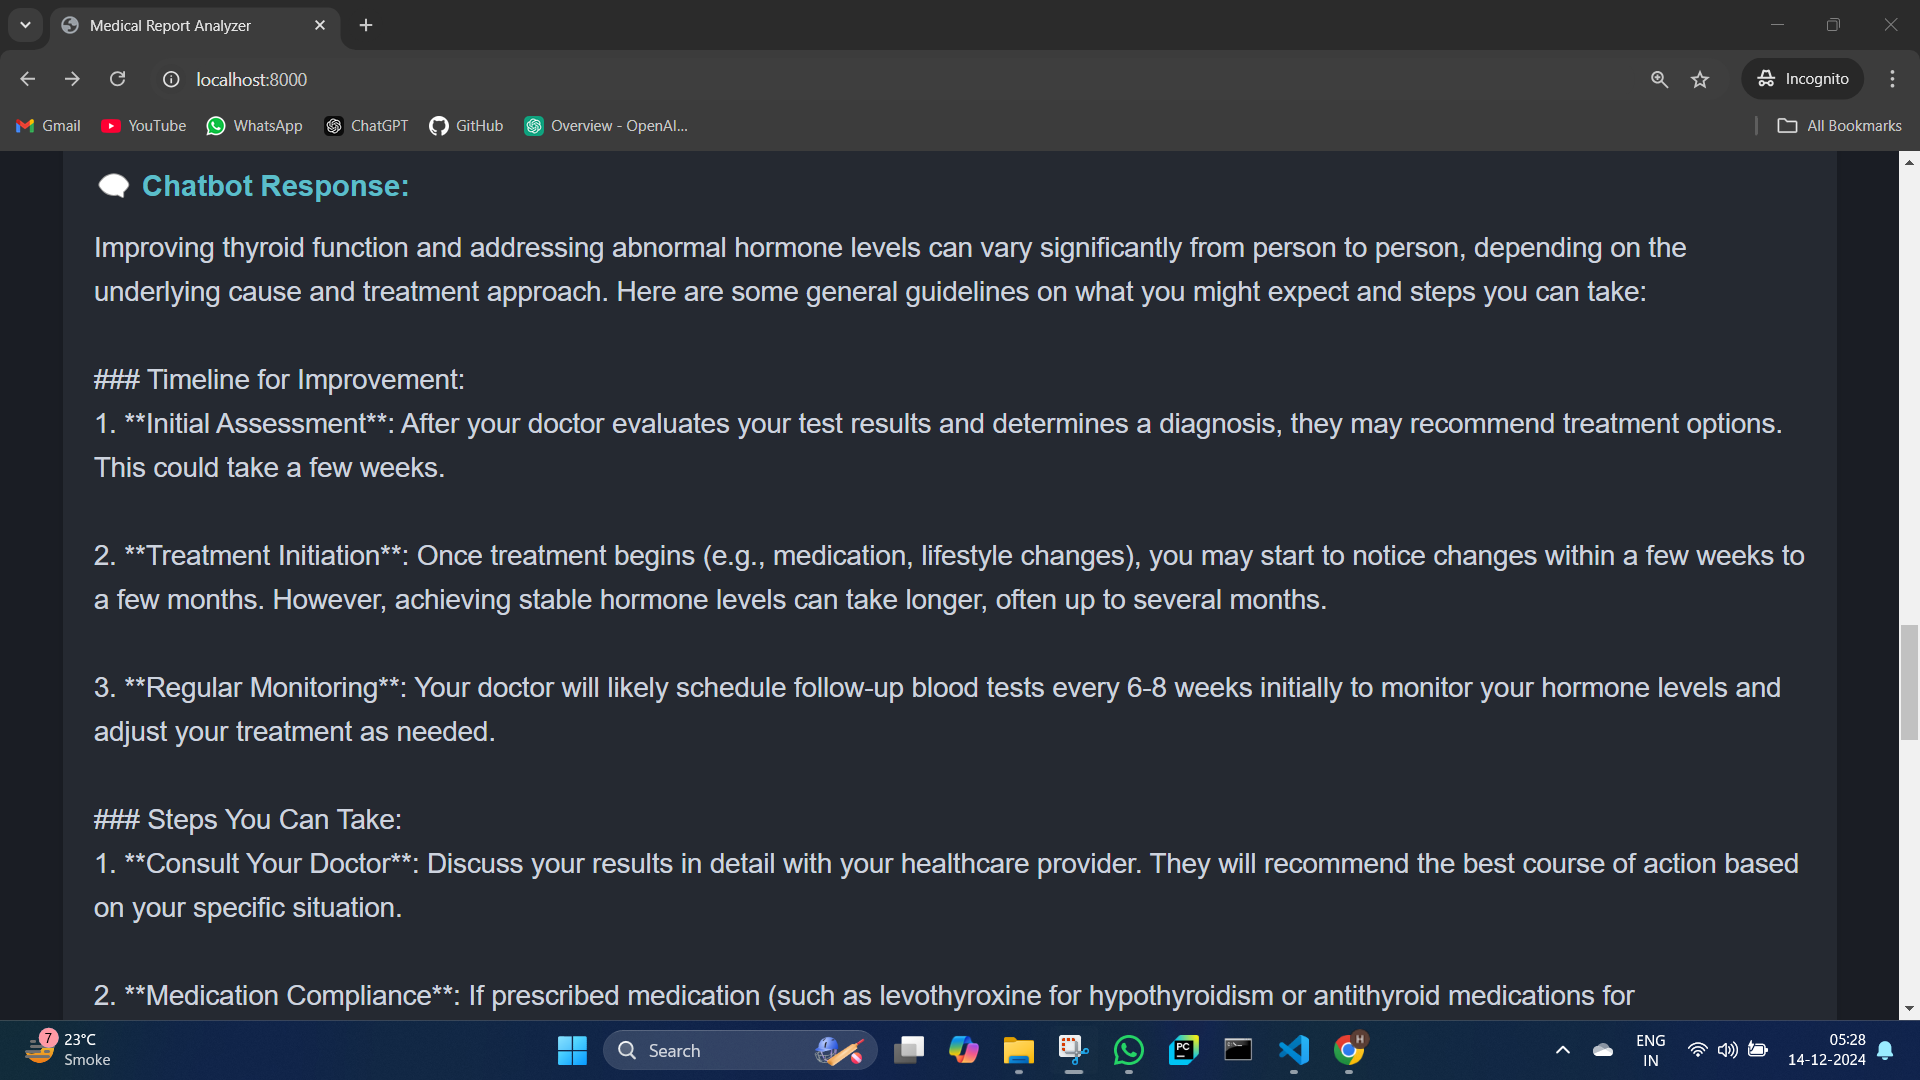 Medical Report Analyzer
localhost:8000
Incognito
Gmail
YouTube
WhatsApp
ChatGPT
GitHub
Overview - OpenAI...
All Bookmarks
Chatbot Response:
Improving thyroid function and addressing abnormal hormone levels can vary significantly from person to person, depending on the
underlying cause and treatment approach. Here are some general guidelines on what you might expect and steps you can take:
### Timeline for Improvement:
1. **Initial Assessment**: After your doctor evaluates your test results and determines a diagnosis, they may recommend treatment options.
This could take a few weeks.
2. **Treatment Initiation**: Once treatment begins (e.g., medication, lifestyle changes), you may start to notice changes within a few weeks to
a few months. However, achieving stable hormone levels can take longer, often up to several months.
3. **Regular Monitoring**: Your doctor will likely schedule follow-up blood tests every 6-8 weeks initially to monitor your hormone levels and
adjust your treatment as needed.
### Steps You Can Take:
1. **Consult Your Doctor**: Discuss your results in detail with your healthcare provider. They will recommend the best course of action based
on your specific situation.
2. **Medication Compliance**: If prescribed medication (such as levothyroxine for hypothyroidism or antithyroid medications for
7
23°C
Smoke
Search
PC
H
ENG
IN
05:28
14-12-2024